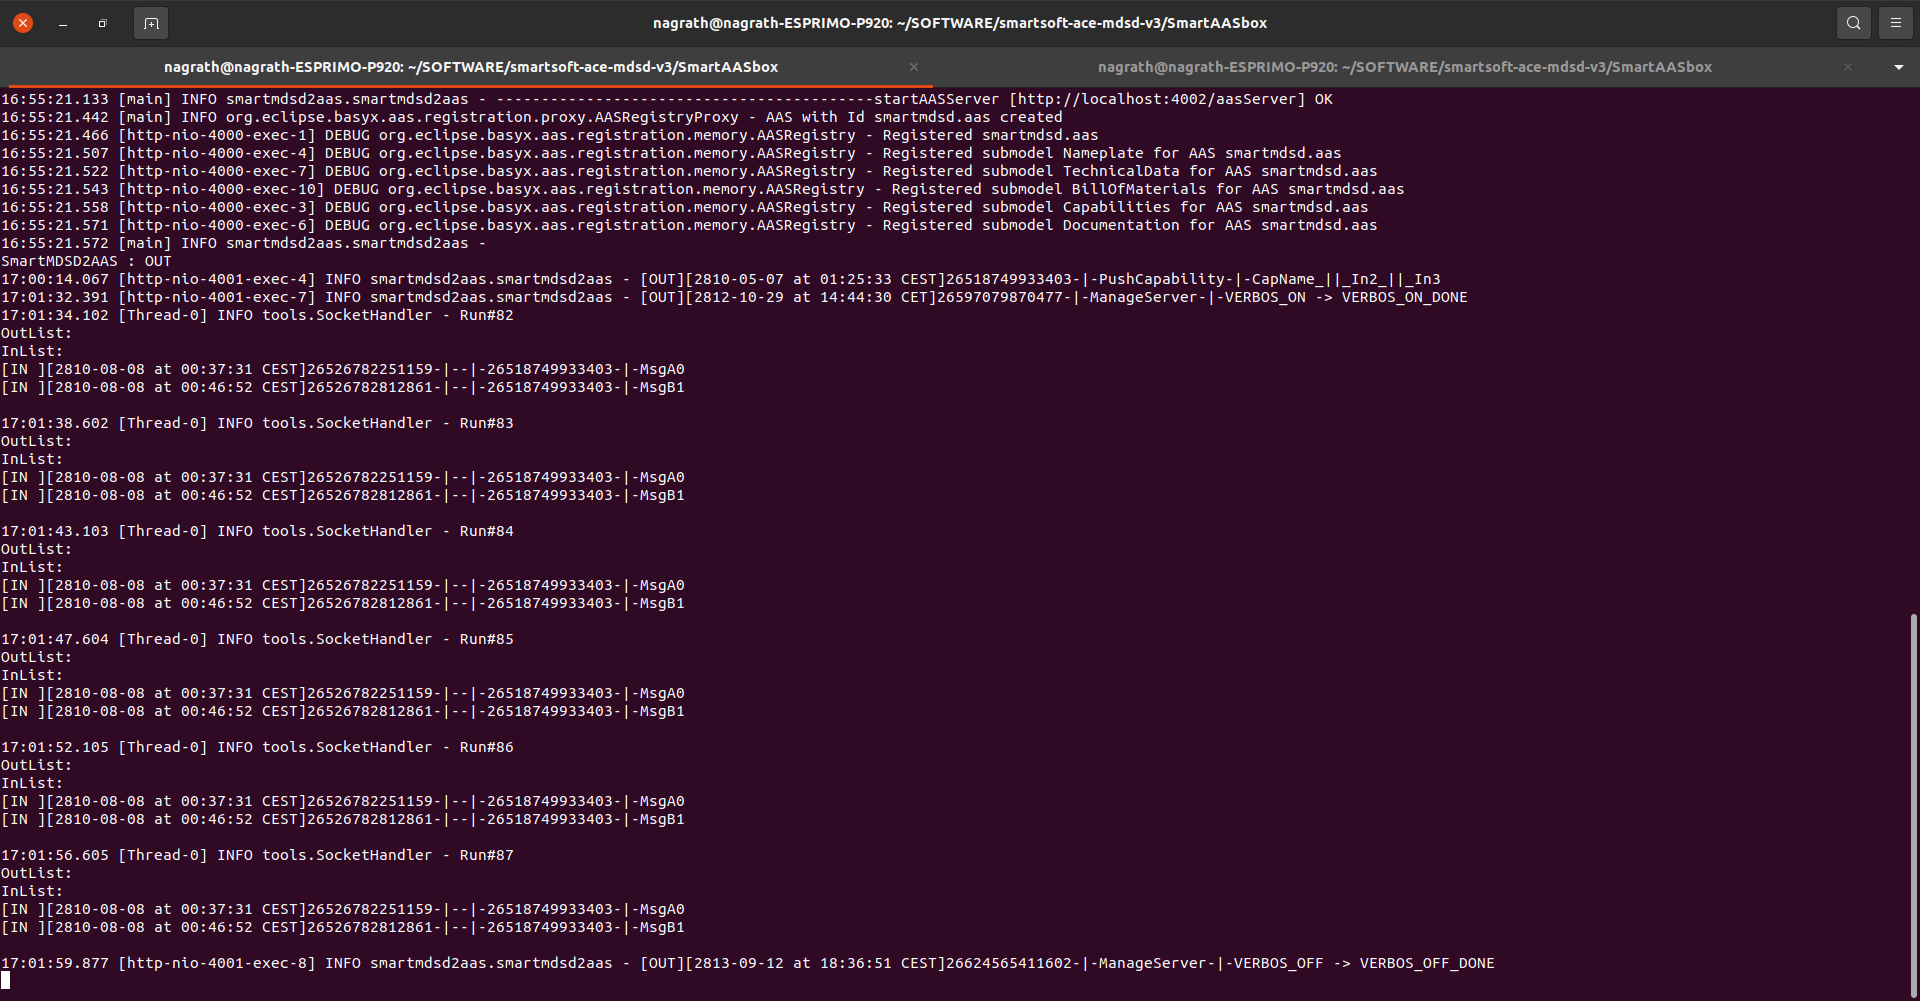 nagrath@nagrath-ESPRIMO-P920: ~/SOFTWARE/smartsoft-ace-mdsd-v3/SmartAASbox
nagrath@nagrath-ESPRIMO-P920: ~/SOFTWARE/smartsoft-ace-mdsd-v3/SmartAASbox
nagrath@nagrath-ESPRIMO-P920: ~/SOFTWARE/smartsoft-ace-mdsd-v3/SmartAASbox
16:55:21.133 [main] INFO smartmdsd2aas.smartmdsd2aas - ------------------------------------------startAASServer [http://localhost:4002/aasServer] OK
16:55:21.442 [main] INFO org.eclipse.basyx.aas.registration.proxy.AASRegistryProxy - AAS with Id smartmdsd.aas created
16:55:21.466 [http-nio-4000-exec-1] DEBUG org.eclipse.basyx.aas.registration.memory.AASRegistry - Registered smartmdsd.aas
16:55:21.507 [http-nio-4000-exec-4] DEBUG org.eclipse.basyx.aas.registration.memory.AASRegistry - Registered submodel Nameplate for AAS smartmdsd.aas
16:55:21.522 [http-nio-4000-exec-7] DEBUG org.eclipse.basyx.aas.registration.memory.AASRegistry - Registered submodel TechnicalData for AAS smartmdsd.aas
16:55:21.543 [http-nio-4000-exec-10] DEBUG org.eclipse.basyx.aas.registration.memory.AASRegistry - Registered submodel BillOfMaterials for AAS smartmdsd.aas
16:55:21.558 [http-nio-4000-exec-3] DEBUG org.eclipse.basyx.aas.registration.memory.AASRegistry - Registered submodel Capabilities for AAS smartmdsd.aas
16:55:21.571 [http-nio-4000-exec-6] DEBUG org.eclipse.basyx.aas.registration.memory.AASRegistry - Registered submodel Documentation for AAS smartmdsd.aas
16:55:21.572 [main] INFO smartmdsd2aas.smartmdsd2aas -
SmartMDSD2AAS : OUT
17:00:14.067 [http-nio-4001-exec-4] INFO smartmdsd2aas.smartmdsd2aas - [OUT][2810-05-07 at 01:25:33 CEST]26518749933403-|-PushCapability-|-CapName_||_In2_||_In3
17:01:32.391 [http-nio-4001-exec-7] INFO smartmdsd2aas.smartmdsd2aas - [OUT][2812-10-29 at 14:44:30 CET]26597079870477-|-ManageServer-|-VERBOS_ON -> VERBOS_ON_DONE
17:01:34.102 [Thread-0] INFO tools.SocketHandler - Run#82
OutList:
InList:
[IN ][2810-08-08 at 00:37:31 CEST]26526782251159-|--|-26518749933403-|-MsgA0
[IN ][2810-08-08 at 00:46:52 CEST]26526782812861-|--|-26518749933403-|-MsgB1
17:01:38.602 [Thread-0] INFO tools.SocketHandler - Run#83
OutList:
InList:
[IN ][2810-08-08 at 00:37:31 CEST]26526782251159-|--|-26518749933403-|-MsgA0
[IN ][2810-08-08 at 00:46:52 CEST]26526782812861-|--|-26518749933403-|-MsgB1
17:01:43.103 [Thread-0] INFO tools.SocketHandler - Run#84
OutList:
InList:
[IN ][2810-08-08 at 00:37:31 CEST]26526782251159-|--|-26518749933403-|-MsgA0
[IN ][2810-08-08 at 00:46:52 CEST]26526782812861-|--|-26518749933403-|-MsgB1
17:01:47.604 [Thread-0] INFO tools.SocketHandler - Run#85
OutList:
InList:
[IN ][2810-08-08 at 00:37:31 CEST]26526782251159-|--|-26518749933403-|-MsgA0
[IN ][2810-08-08 at 00:46:52 CEST]26526782812861-|--|-26518749933403-|-MsgB1
17:01:52.105 [Thread-0] INFO tools.SocketHandler - Run#86
OutList:
InList:
[IN ][2810-08-08 at 00:37:31 CEST]26526782251159-|--|-26518749933403-|-MsgA0
[IN ][2810-08-08 at 00:46:52 CEST]26526782812861-|--|-26518749933403-|-MsgB1
17:01:56.605 [Thread-0] INFO tools.SocketHandler - Run#87
OutList:
InList:
[IN ][2810-08-08 at 00:37:31 CEST]26526782251159-|--|-26518749933403-|-MsgA0
[IN ][2810-08-08 at 00:46:52 CEST]26526782812861-|--|-26518749933403-|-MsgB1
17:01:59.877 [http-nio-4001-exec-8] INFO smartmdsd2aas.smartmdsd2aas - [OUT][2813-09-12 at 18:36:51 CEST]26624565411602-|-ManageServer-|-VERBOS_OFF -> VERBOS_OFF_DONE